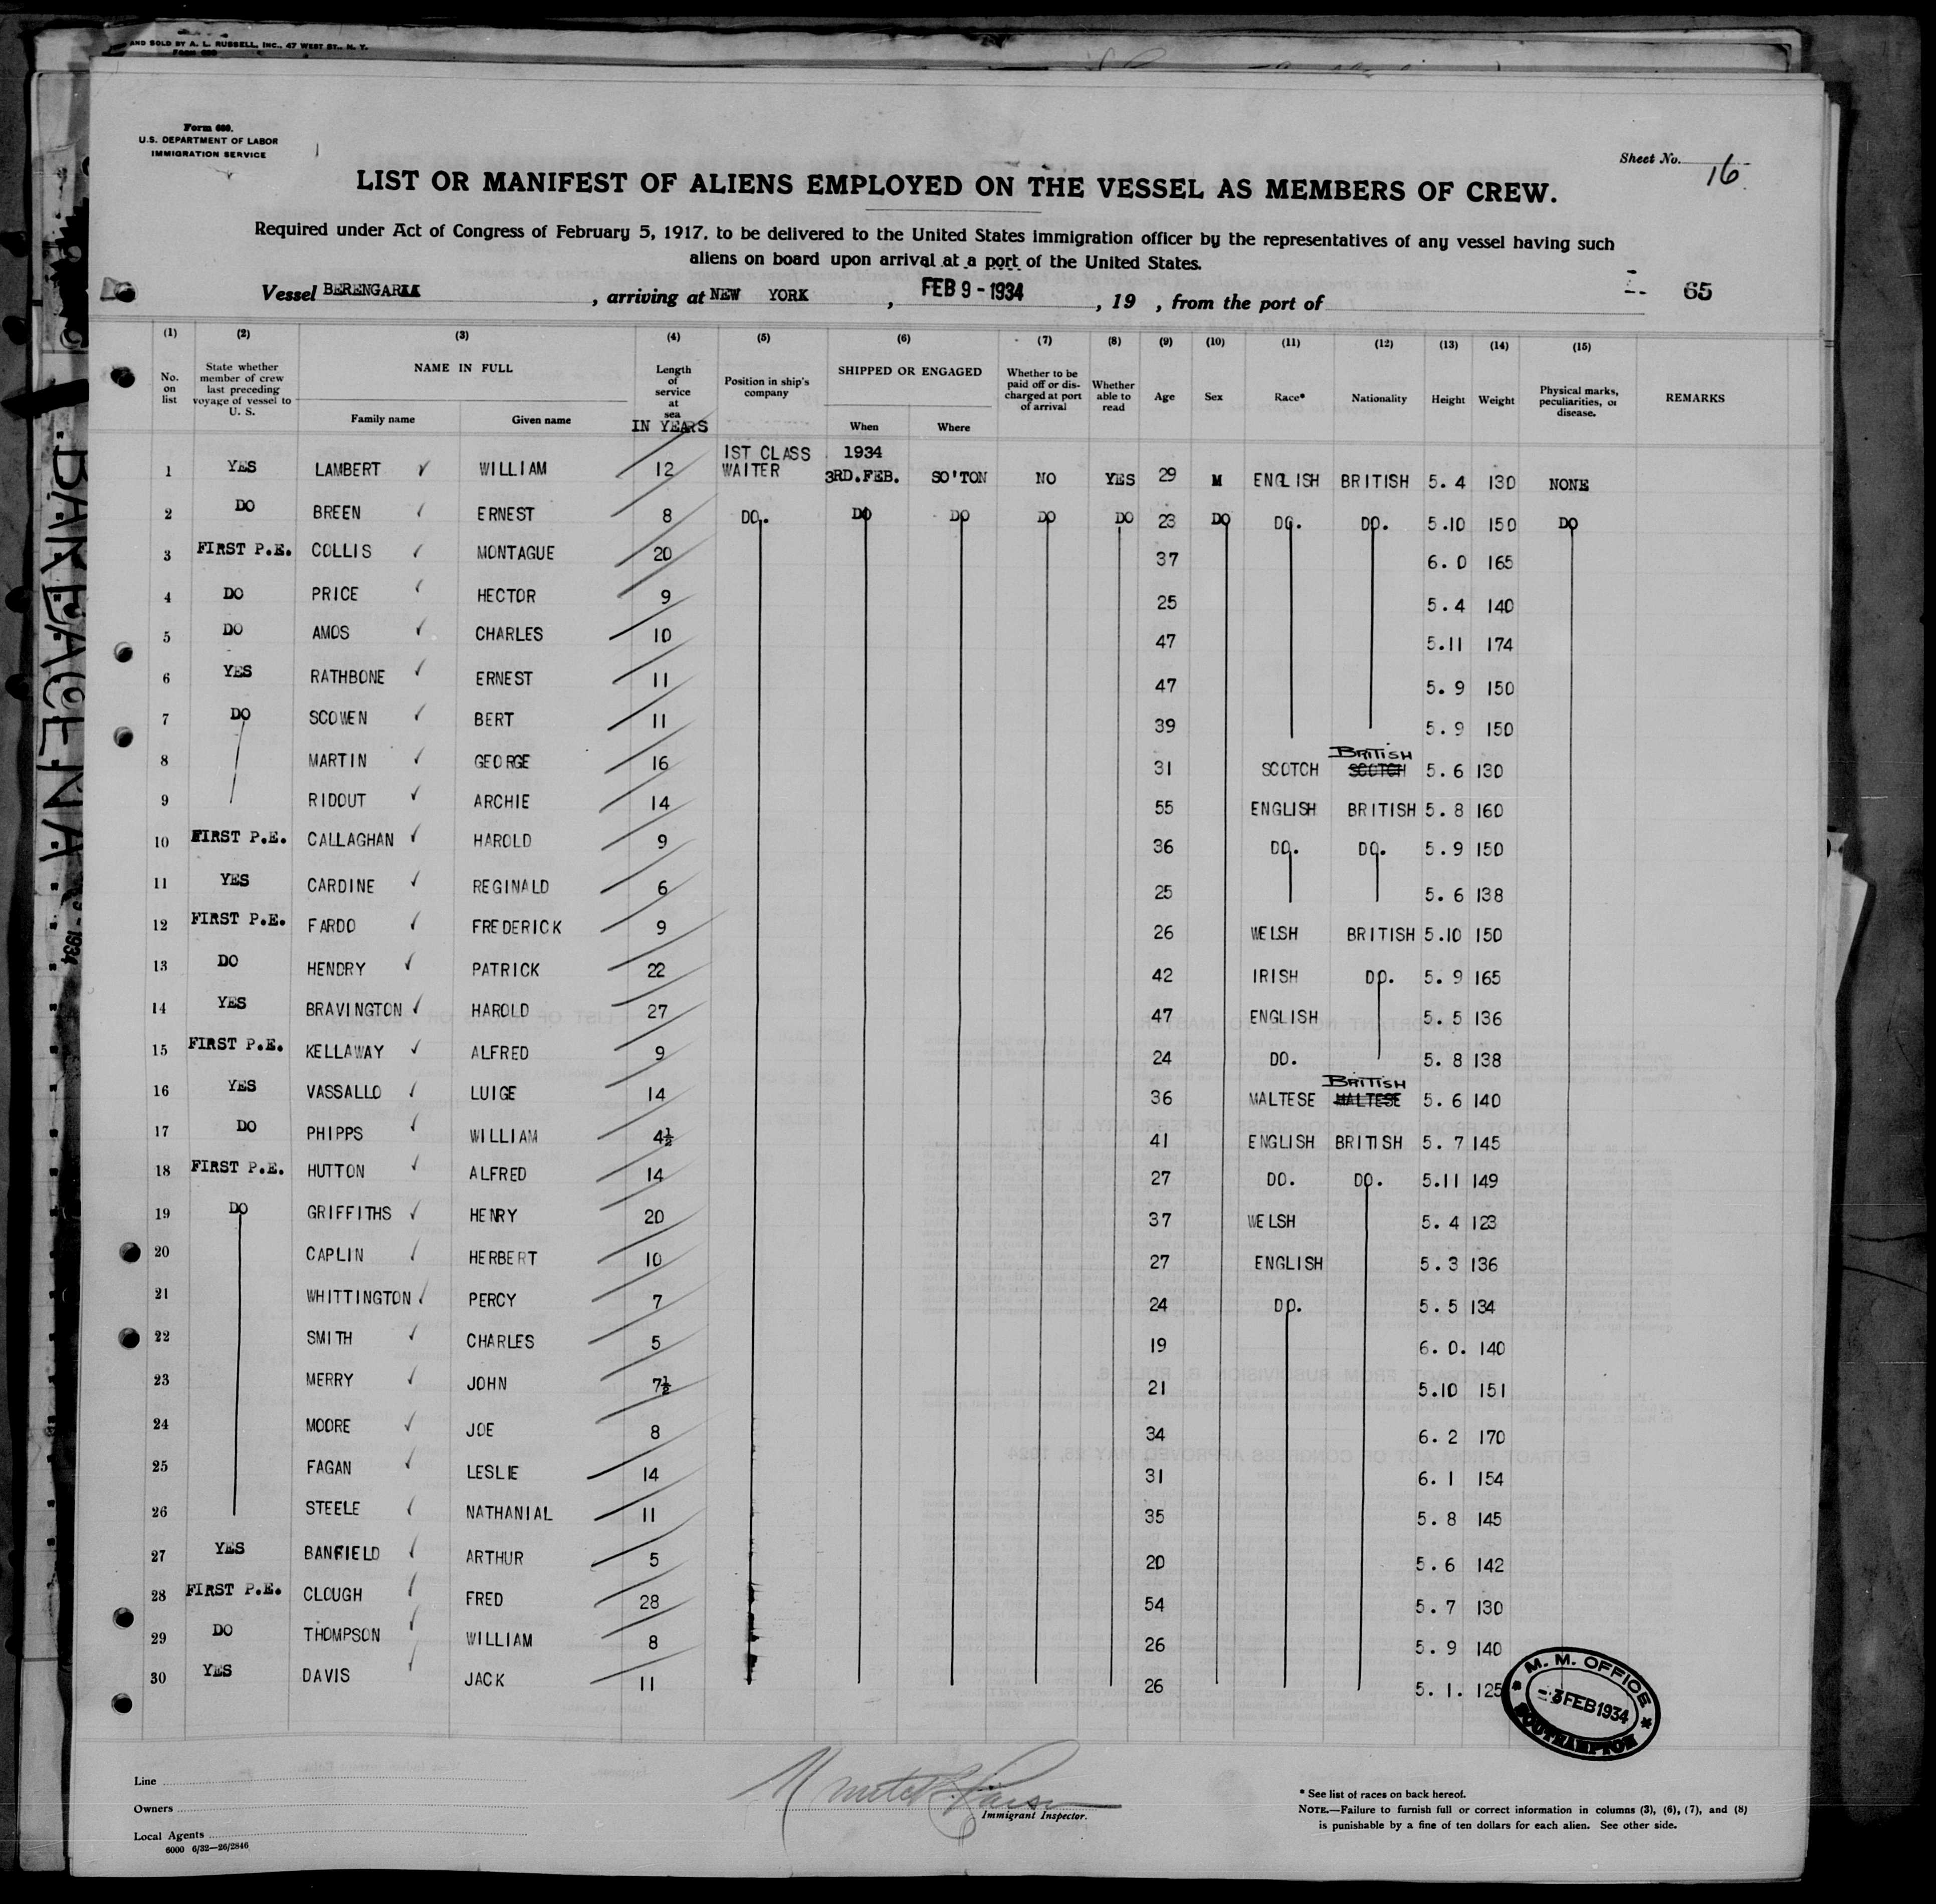 AND SOLD BY A. L. RUSSELL, INC., 47 WEST ST., N. Y.
FORM 689
Form 689.
U.S. DEPARTMENT OF LABOR
IMMIGRATION SERVICE
Sheet No. 16
LIST OR MANIFEST OF ALIENS EMPLOYED ON THE VESSEL AS MEMBERS OF CREW.
Required under Act of Congress of February 5, 1917, to be delivered to the United States immigration officer by the representatives of any vessel having such
aliens on board upon arrival at a port of the United States.
Vessel BERENGARIA, arriving at NEW YORK, FEB 9 - 1934, 19 , from the port of
65
(1) (2) (3) (4) (5) (6) (7) (8) (9) (10) (11) (12) (13) (14) (15)
No. on list State whether member of crew last preceding voyage of vessel to U. S. NAME IN FULL Family name Given name Length of service at sea IN YEARS Position in ship's company SHIPPED OR ENGAGED When Where Whether to be paid off or discharged at port of arrival Whether able to read Age Sex Race* Nationality Height Weight Physical marks, peculiarities, or disease. REMARKS
1 YES LAMBERT ✓ WILLIAM 12 1ST CLASS WAITER 1934 3RD.FEB. SO'TON NO YES 29 M ENGLISH BRITISH 5. 4 130 NONE
2 DO BREEN ✓ ERNEST 8 DO. DO DO DO DO 23 DO DO. DO. 5.10 150 DO
3 FIRST P.E. COLLIS ✓ MONTAGUE 20 37 6. 0 165
4 DO PRICE ✓ HECTOR 9 25 5. 4 140
5 DO AMOS ✓ CHARLES 10 47 5.11 174
6 YES RATHBONE ✓ ERNEST 11 47 5. 9 150
7 DO SCOWEN ✓ BERT 11 39 5. 9 150
8 MARTIN ✓ GEORGE 16 31 SCOTCH BRITISH SCOTCH 5. 6 130
9 RIDOUT ✓ ARCHIE 14 55 ENGLISH BRITISH 5. 8 160
10 FIRST P.E. CALLAGHAN ✓ HAROLD 9 36 DO. DO. 5. 9 150
11 YES CARDINE ✓ REGINALD 6 25 5. 6 138
12 FIRST P.E. FARDO ✓ FREDERICK 9 26 WELSH BRITISH 5.10 150
13 DO HENDRY ✓ PATRICK 22 42 IRISH DO. 5. 9 165
14 YES BRAVINGTON ✓ HAROLD 27 47 ENGLISH 5. 5 136
15 FIRST P.E. KELLAWAY ✓ ALFRED 9 24 DO. 5. 8 138
16 YES VASSALLO ✓ LUIGE 14 36 MALTESE BRITISH MALTESE 5. 6 140
17 DO PHIPPS ✓ WILLIAM 4½ 41 ENGLISH BRITISH 5. 7 145
18 FIRST P.E. HUTTON ✓ ALFRED 14 27 DO. DO. 5.11 149
19 DO GRIFFITHS ✓ HENRY 20 37 WELSH 5. 4 123
20 CAPLIN ✓ HERBERT 10 27 ENGLISH 5. 3 136
21 WHITTINGTON ✓ PERCY 7 24 DO. 5. 5 134
22 SMITH ✓ CHARLES 5 19 6. 0. 140
23 MERRY ✓ JOHN 7½ 21 5.10 151
24 MOORE ✓ JOE 8 34 6. 2 170
25 FAGAN ✓ LESLIE 14 31 6. 1 154
26 STEELE ✓ NATHANIAL 11 35 5. 8 145
27 YES BANFIELD ✓ ARTHUR 5 20 5. 6 142
28 FIRST P.E. CLOUGH ✓ FRED 28 54 5. 7 130
29 DO THOMPSON ✓ WILLIAM 8 26 5. 9 140
30 YES DAVIS ✓ JACK 11 26 5. 1. 125
M. M. OFFICE
-3 FEB 1934
SOUTHAMPTON
Line
Owners
Local Agents
6000 6/32—26/2846
Immigrant Inspector.
* See list of races on back hereof.
NOTE.—Failure to furnish full or correct information in columns (3), (6), (7), and (8)
is punishable by a fine of ten dollars for each alien. See other side.